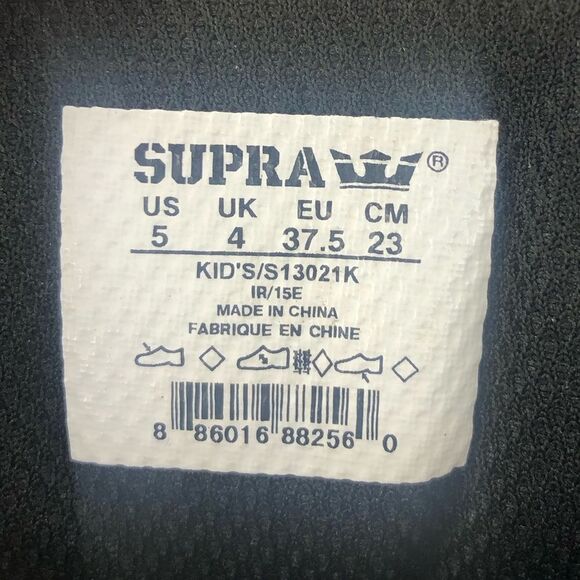 SUPRA ®
US UK EU CM
5 4 37.5 23
KID'S/S13021K
IR/15E
MADE IN CHINA
FABRIQUE EN CHINE
8 86016 88256 0